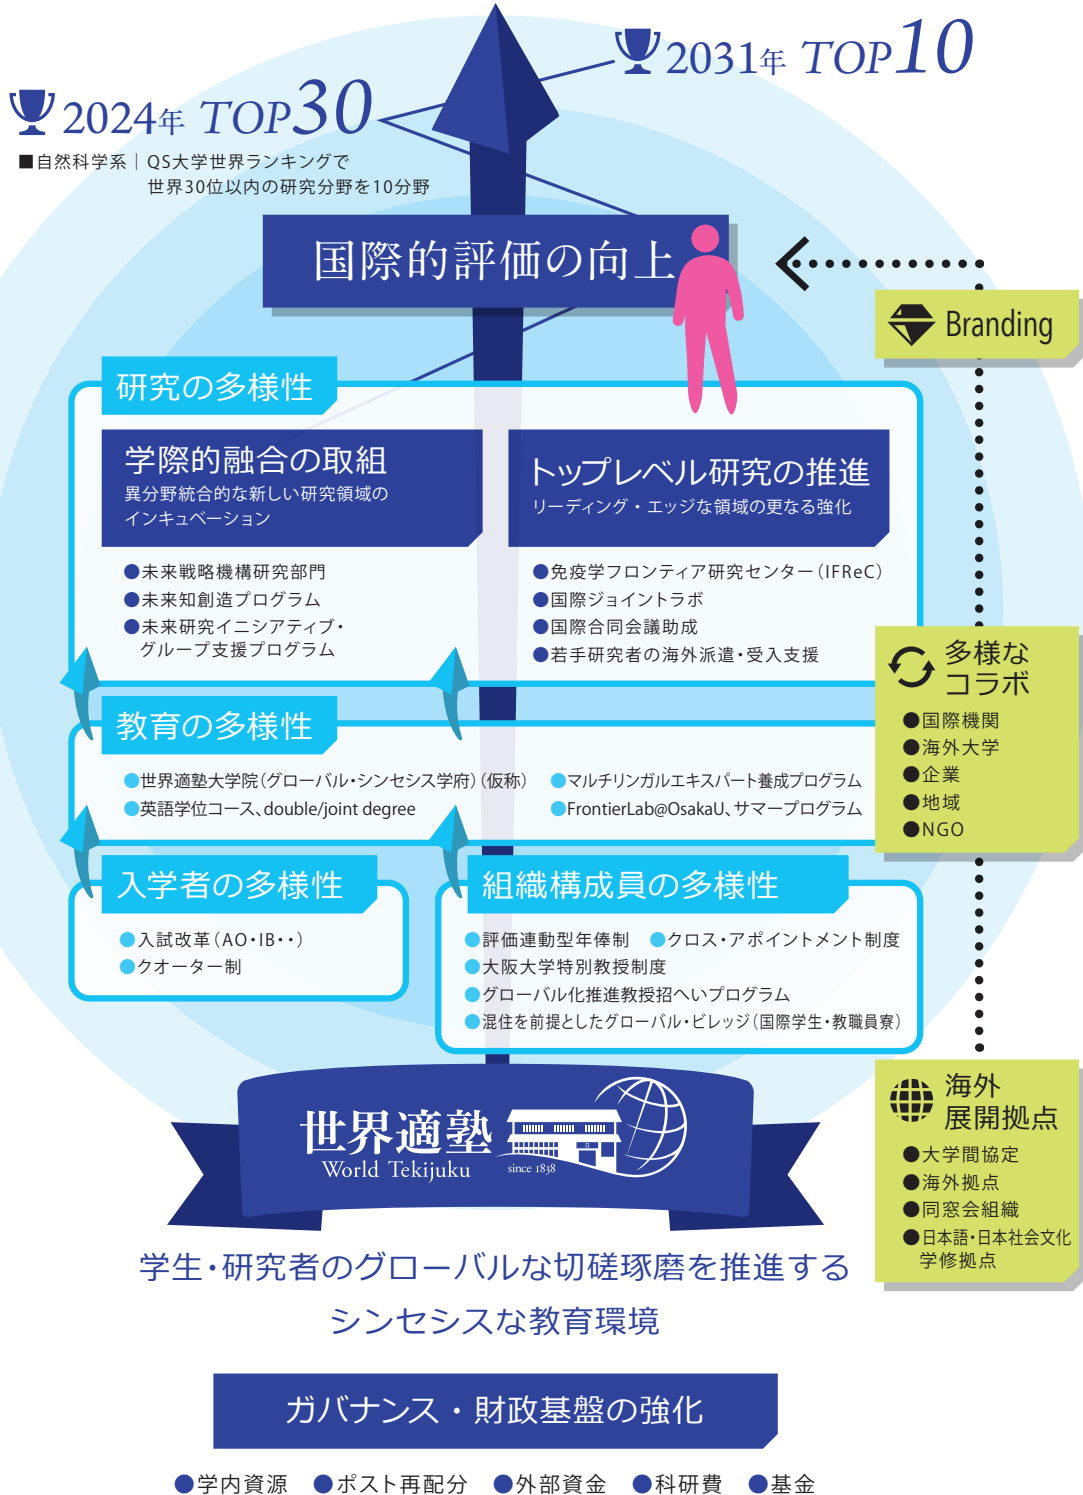 2031年 TOP10
2024年 TOP30
■自然科学系｜QS大学世界ランキングで
世界30位以内の研究分野を10分野
国際的評価の向上
Branding
研究の多様性
学際的融合の取組
異分野統合的な新しい研究領域の
インキュベーション
●未来戦略機構研究部門
●未来知創造プログラム
●未来研究イニシアティブ・
グループ支援プログラム
トップレベル研究の推進
リーディング・エッジな領域の更なる強化
●免疫学フロンティア研究センター（IFReC）
●国際ジョイントラボ
●国際合同会議助成
●若手研究者の海外派遣・受入支援
多様な
コラボ
●国際機関
●海外大学
●企業
●地域
●NGO
教育の多様性
●世界適塾大学院（グローバル・シンセシス学府）（仮称） ●マルチリンガルエキスパート養成プログラム
●英語学位コース、double/joint degree ●FrontierLab@OsakaU、サマープログラム
入学者の多様性
●入試改革（AO・IB・・）
●クオーター制
組織構成員の多様性
●評価連動型年俸制 ●クロス・アポイントメント制度
●大阪大学特別教授制度
●グローバル化推進教授招へいプログラム
●混住を前提としたグローバル・ビレッジ（国際学生・教職員寮）
海外
展開拠点
●大学間協定
●海外拠点
●同窓会組織
●日本語・日本社会文化
学修拠点
世界適塾
World Tekijuku
since 1838
学生・研究者のグローバルな切磋琢磨を推進する
シンセシスな教育環境
ガバナンス・財政基盤の強化
●学内資源 ●ポスト再配分 ●外部資金 ●科研費 ●基金